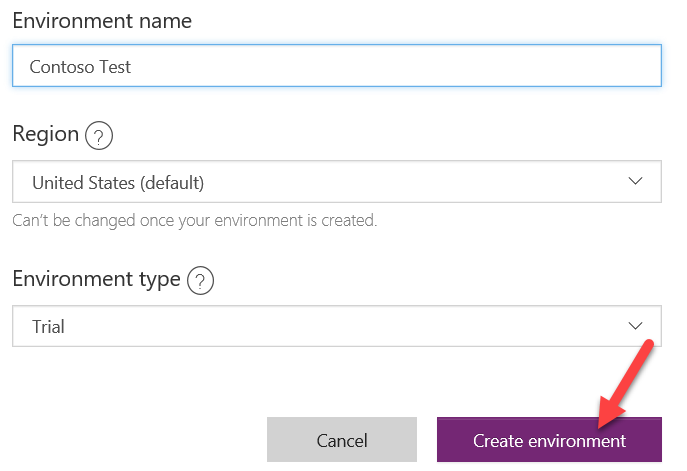 Environment name
Contoso Test
Region ?
United States (default)
Can't be changed once your environment is created.
Environment type ?
Trial
Cancel
Create environment